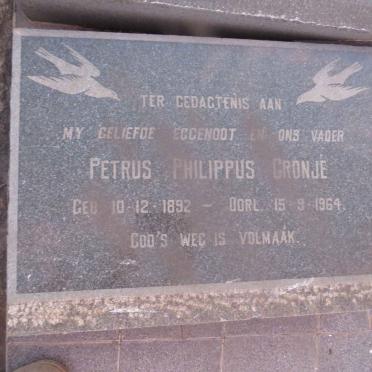 TER GEDAGTENIS AAN
MY GELIEFDE EGGENOOT EN ONS VADER
PETRUS PHILIPPUS CRONJE
GEB. 10-12-1892 – OORL. 15-9-1964.
GOD'S WEG IS VOLMAAK.